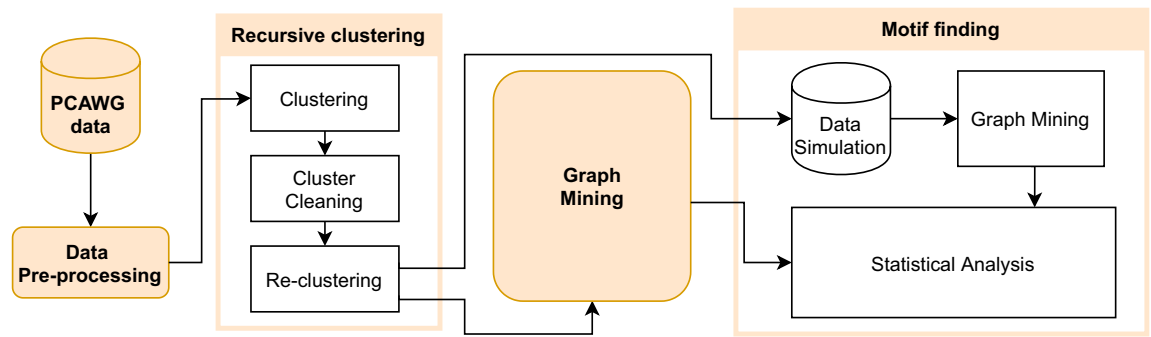 PCAWG
data
Data
Pre-processing
Recursive clustering
Clustering
Cluster
Cleaning
Re-clustering
Graph
Mining
Motif finding
Data
Simulation
Graph Mining
Statistical Analysis